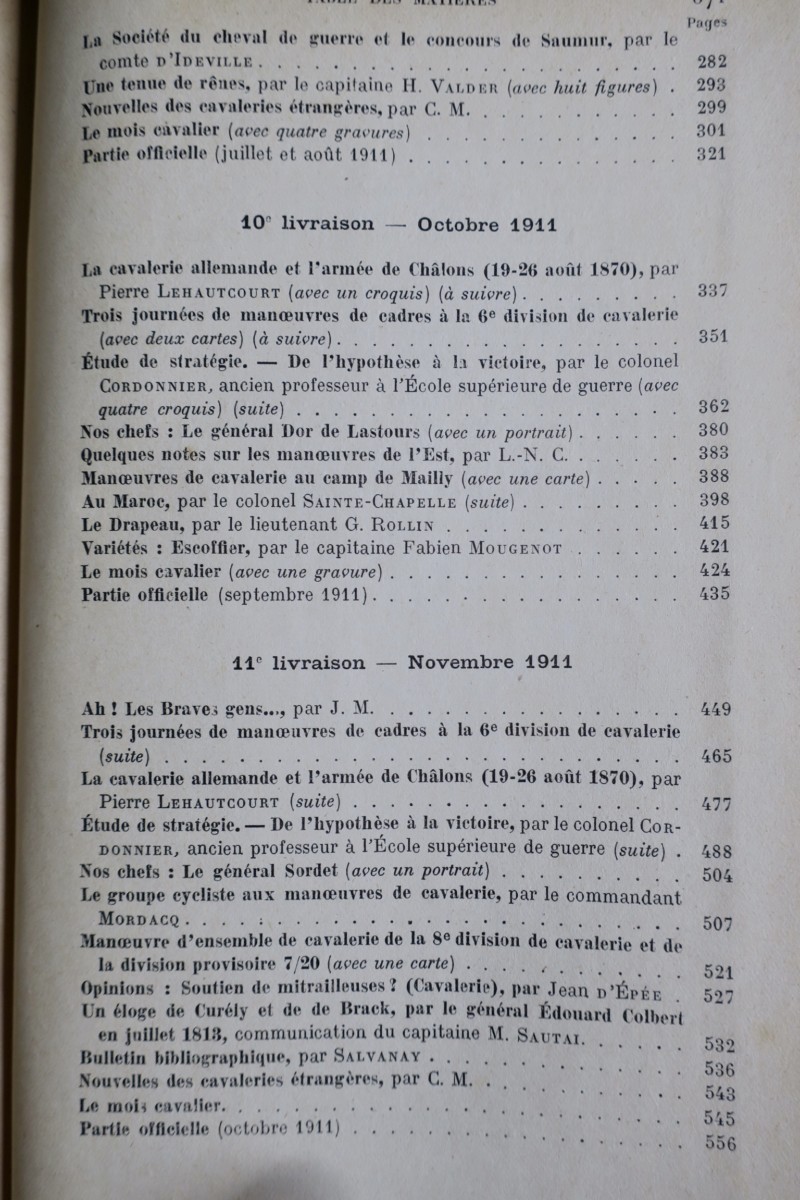 TABLE DES MATIÈRES
Pages
La Société du cheval de guerre et le concours de Saumur, par le
comte D'IDEVILLE . . . . . . . . . . . . . . . . . . . . 282
Une tenue de rênes, par le capitaine H. VALDER (avec huit figures) . 293
Nouvelles des cavaleries étrangères, par C. M. . . . . . . . . . . . 299
Le mois cavalier (avec quatre gravures) . . . . . . . . . . . . . . 301
Partie officielle (juillet et août 1911) . . . . . . . . . . . . . . . 321
10e livraison — Octobre 1911
La cavalerie allemande et l'armée de Châlons (19-26 août 1870), par
Pierre LEHAUTCOURT (avec un croquis) (à suivre) . . . . . . . . . 337
Trois journées de manœuvres de cadres à la 6e division de cavalerie
(avec deux cartes) (à suivre) . . . . . . . . . . . . . . . . . . . 351
Étude de stratégie. — De l'hypothèse à la victoire, par le colonel
CORDONNIER, ancien professeur à l'École supérieure de guerre (avec
quatre croquis) (suite) . . . . . . . . . . . . . . . . . . . . . 362
Nos chefs : Le général Dor de Lastours (avec un portrait) . . . . . . 380
Quelques notes sur les manœuvres de l'Est, par L.-N. C. . . . . . . 383
Manœuvres de cavalerie au camp de Mailly (avec une carte) . . . . . 388
Au Maroc, par le colonel SAINTE-CHAPELLE (suite) . . . . . . . . . 398
Le Drapeau, par le lieutenant G. ROLLIN . . . . . . . . . . . . . 415
Variétés : Escoffier, par le capitaine Fabien MOUGENOT . . . . . . 421
Le mois cavalier (avec une gravure) . . . . . . . . . . . . . . . . 424
Partie officielle (septembre 1911) . . . . . . . . . . . . . . . . . 435
11e livraison — Novembre 1911
Ah ! Les Braves gens..., par J. M. . . . . . . . . . . . . . . . . 449
Trois journées de manœuvres de cadres à la 6e division de cavalerie
(suite) . . . . . . . . . . . . . . . . . . . . . . . . . . . . . 465
La cavalerie allemande et l'armée de Châlons (19-26 août 1870), par
Pierre LEHAUTCOURT (suite) . . . . . . . . . . . . . . . . . . 477
Étude de stratégie. — De l'hypothèse à la victoire, par le colonel COR-
DONNIER, ancien professeur à l'École supérieure de guerre (suite) . 488
Nos chefs : Le général Sordet (avec un portrait) . . . . . . . . . . 504
Le groupe cycliste aux manœuvres de cavalerie, par le commandant
MORDACQ . . . . . . . . . . . . . . . . . . . . . . . . . . . 507
Manœuvre d'ensemble de cavalerie de la 8e division de cavalerie et de
la division provisoire 7/20 (avec une carte) . . . . . . . . . . . . 521
Opinions : Soutien de mitrailleuses ? (Cavalerie), par Jean D'ÉPÉE . 527
Un éloge de Curély et de de Brack, par le général Édouard Colbert
en juillet 1813, communication du capitaine M. SAUTAI . . . . . 532
Bulletin bibliographique, par SALVANAY . . . . . . . . . . . . . 536
Nouvelles des cavaleries étrangères, par C. M. . . . . . . . . . . . 543
Le mois cavalier. . . . . . . . . . . . . . . . . . . . . . . . . 545
Partie officielle (octobre 1911) . . . . . . . . . . . . . . . . . . 556